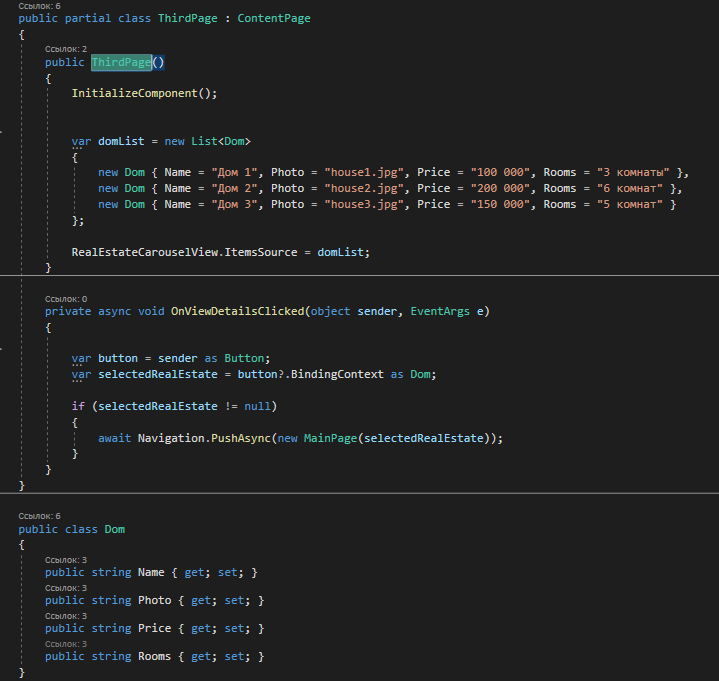 Ссылок: 6
public partial class ThirdPage : ContentPage
{
Ссылок: 2
public ThirdPage()
{
InitializeComponent();
var domList = new List<Dom>
{
new Dom { Name = "Дом 1", Photo = "house1.jpg", Price = "100 000", Rooms = "3 комнаты" },
new Dom { Name = "Дом 2", Photo = "house2.jpg", Price = "200 000", Rooms = "6 комнат" },
new Dom { Name = "Дом 3", Photo = "house3.jpg", Price = "150 000", Rooms = "5 комнат" }
};
RealEstateCarouselView.ItemsSource = domList;
}
Ссылок: 0
private async void OnViewDetailsClicked(object sender, EventArgs e)
{
var button = sender as Button;
var selectedRealEstate = button?.BindingContext as Dom;
if (selectedRealEstate != null)
{
await Navigation.PushAsync(new MainPage(selectedRealEstate));
}
}
}
Ссылок: 6
public class Dom
{
Ссылок: 3
public string Name { get; set; }
Ссылок: 3
public string Photo { get; set; }
Ссылок: 3
public string Price { get; set; }
Ссылок: 3
public string Rooms { get; set; }
}